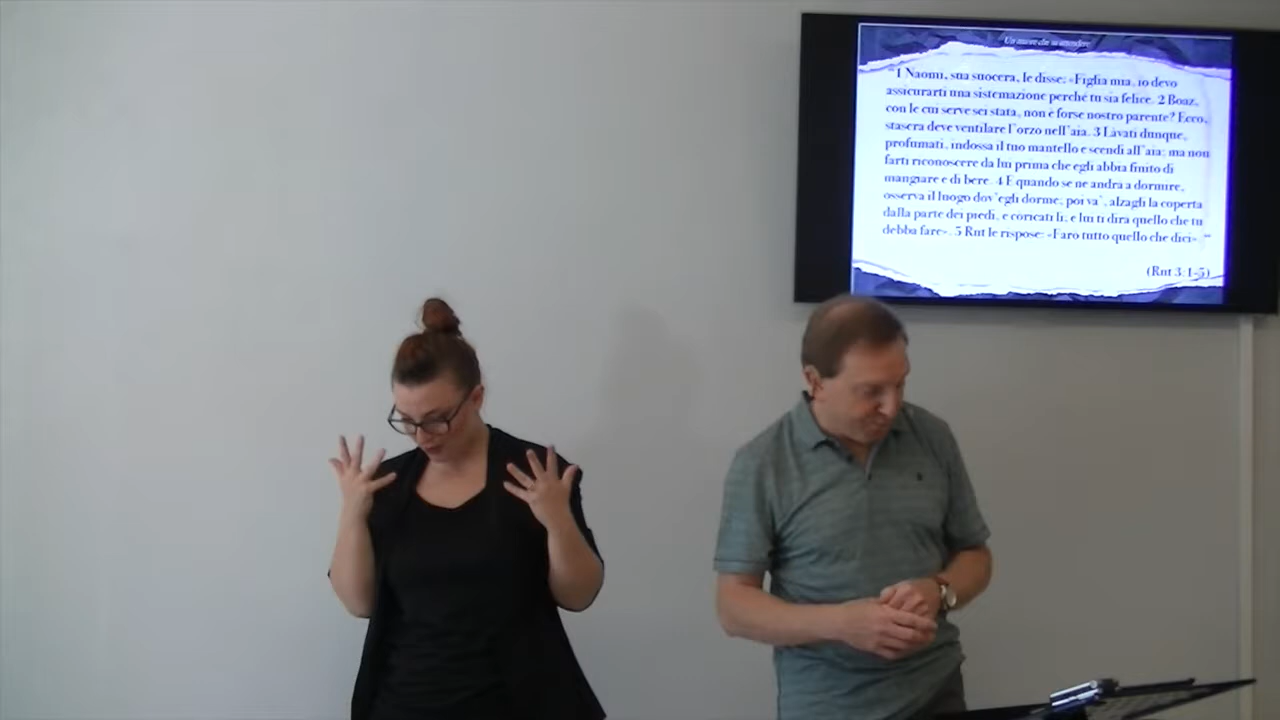 Un amore che sa attendere
“1 Naomi, sua suocera, le disse: «Figlia mia, io devo
assicurarti una sistemazione perché tu sia felice. 2 Boaz,
con le cui serve sei stata, non è forse nostro parente? Ecco,
stasera deve ventilare l'orzo nell'aia. 3 Làvati dunque,
profumati, indossa il tuo mantello e scendi all'aia; ma non
farti riconoscere da lui prima che egli abbia finito di
mangiare e di bere. 4 E quando se ne andrà a dormire,
osserva il luogo dov'egli dorme; poi va', alzagli la coperta
dalla parte dei piedi, e coricati lì; e lui ti dirà quello che tu
debba fare». 5 Rut le rispose: «Farò tutto quello che dici» .”
(Rut 3:1-5)